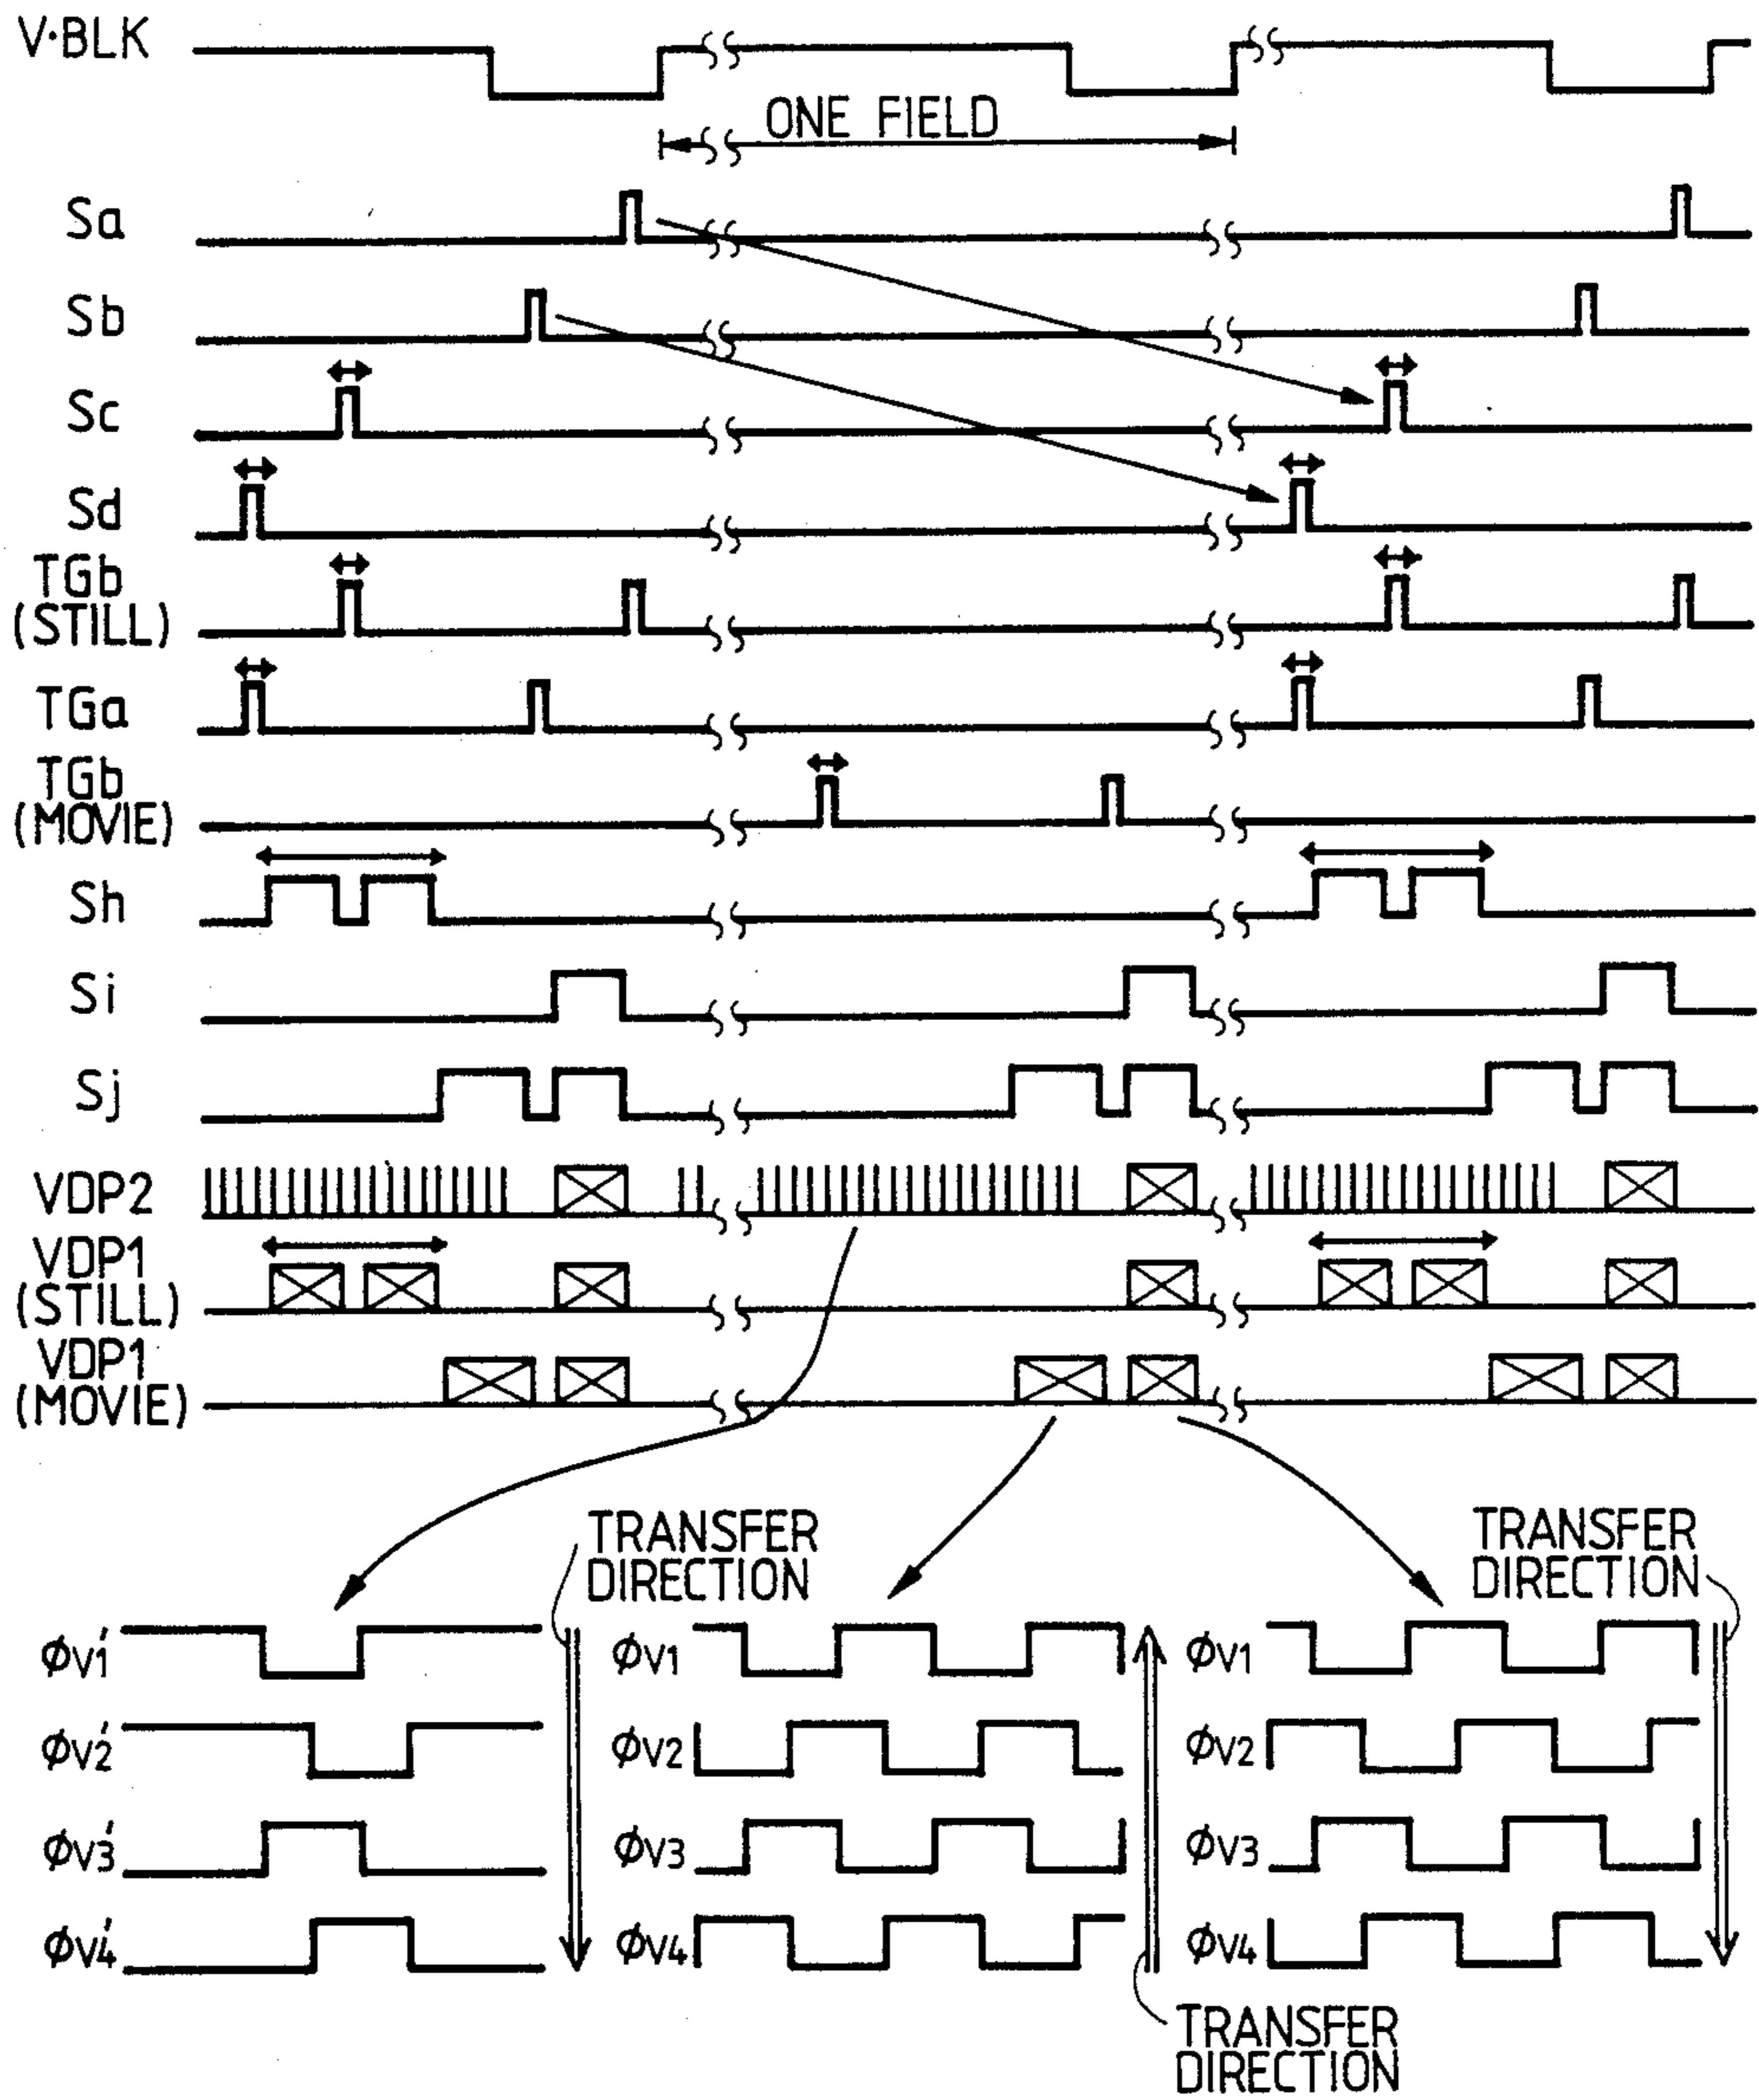 V·BLK
ONE FIELD
Sa
Sb
Sc
Sd
TGb
(STILL)
TGa
TGb
(MOVIE)
Sh
Si
Sj
VDP2
VDP1
(STILL)
VDP1
(MOVIE)
TRANSFER
DIRECTION
TRANSFER
DIRECTION
ϕV1' ϕV1 ϕV1
ϕV2' ϕV2 ϕV2
ϕV3' ϕV3 ϕV3
ϕV4' ϕV4 ϕV4
TRANSFER
DIRECTION